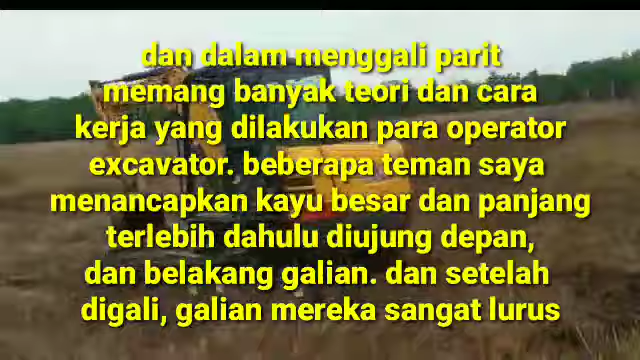 dan dalam menggali parit
memang banyak teori dan cara
kerja yang dilakukan para operator
excavator. beberapa teman saya
menancapkan kayu besar dan panjang
terlebih dahulu diujung depan,
dan belakang galian. dan setelah
digali, galian mereka sangat lurus